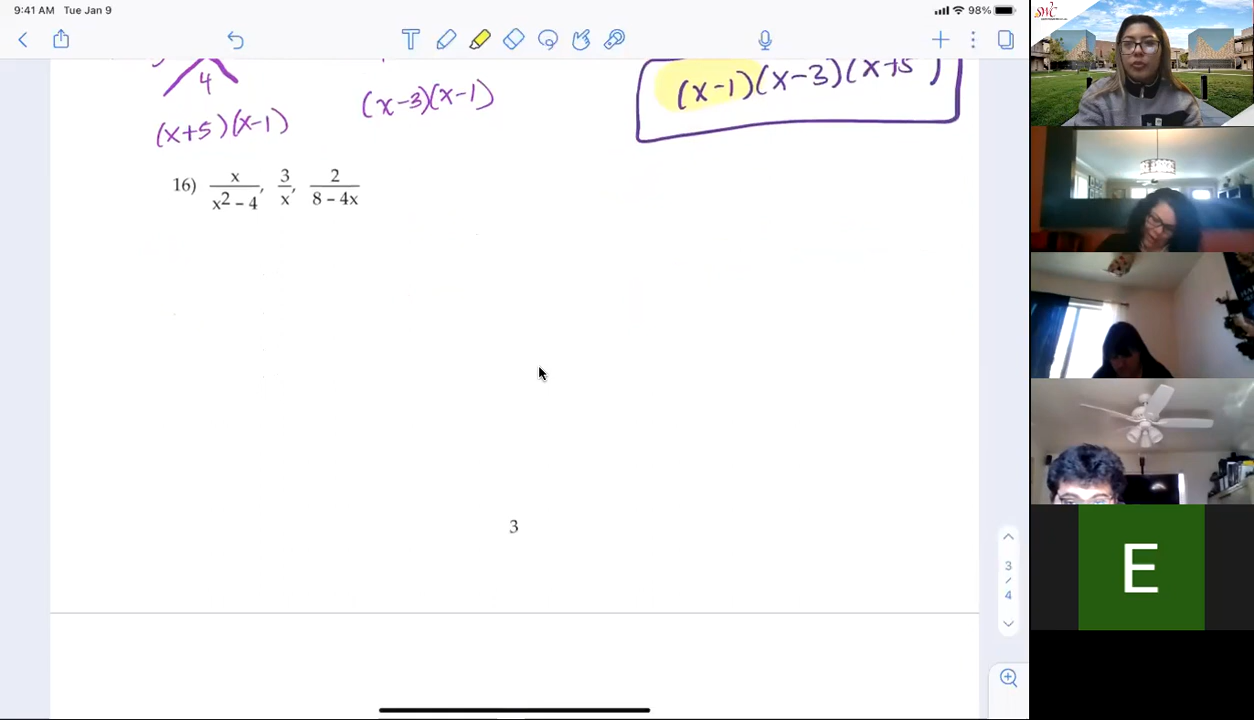 9:41 AM Tue Jan 9
98%
SWC
T
4
(x+5)(x-1)
(x-3)(x-1)
(x-1)(x-3)(x+5)
16) x/(x² - 4), 3/x, 2/(8 - 4x)
3
3
/
4
E